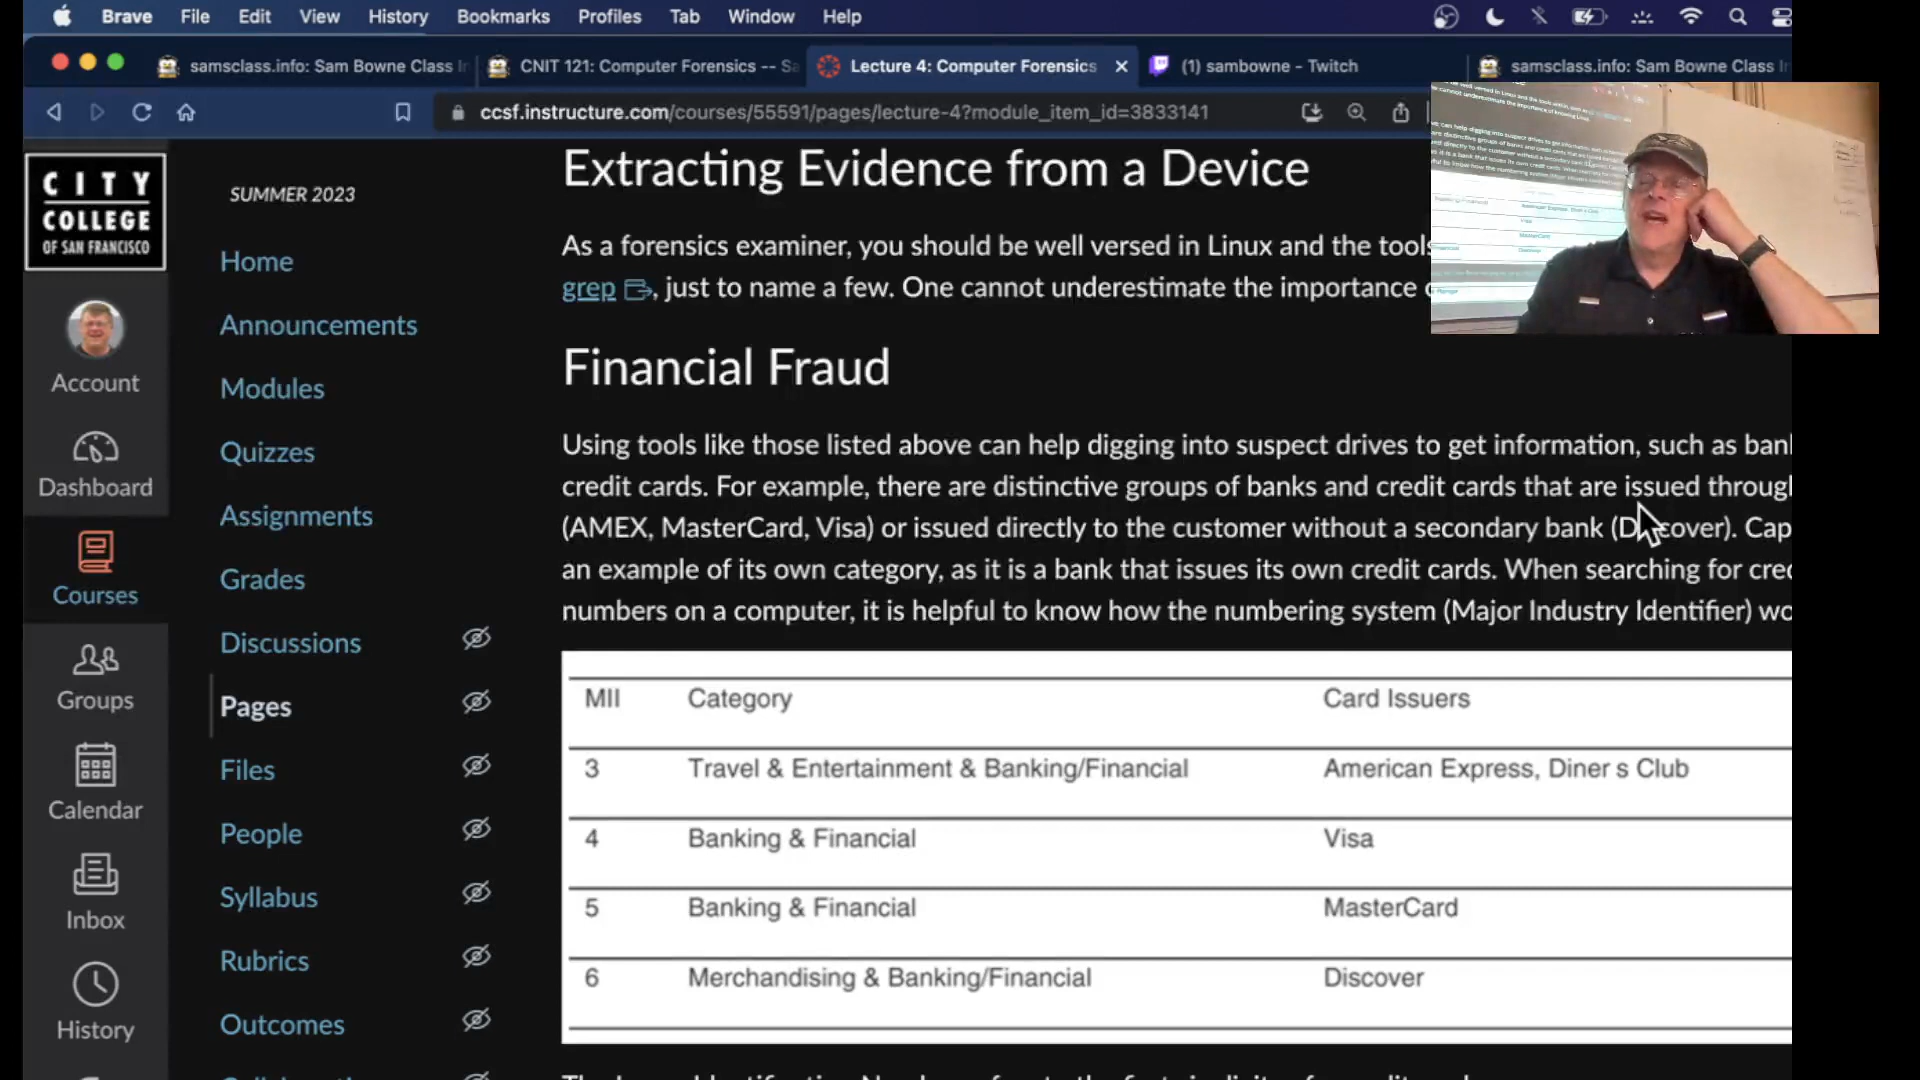 Brave File Edit View History Bookmarks Profiles Tab Window Help
samsclass.info: Sam Bowne Class
CNIT 121: Computer Forensics -- Sa
Lecture 4: Computer Forensics
(1) sambowne - Twitch
samsclass.info: Sam Bowne Class
ccsf.instructure.com/courses/55591/pages/lecture-4?module_item_id=3833141
CITY
COLLEGE
OF SAN FRANCISCO
Account
Dashboard
Courses
Groups
Calendar
Inbox
History
SUMMER 2023
Home
Announcements
Modules
Quizzes
Assignments
Grades
Discussions
Pages
Files
People
Syllabus
Rubrics
Outcomes
Extracting Evidence from a Device
As a forensics examiner, you should be well versed in Linux and the tools
grep, just to name a few. One cannot underestimate the importance
Financial Fraud
Using tools like those listed above can help digging into suspect drives to get information, such as bank
credit cards. For example, there are distinctive groups of banks and credit cards that are issued through
(AMEX, MasterCard, Visa) or issued directly to the customer without a secondary bank (Discover). Cap
an example of its own category, as it is a bank that issues its own credit cards. When searching for cred
numbers on a computer, it is helpful to know how the numbering system (Major Industry Identifier) wo
MII Category Card Issuers
3 Travel & Entertainment & Banking/Financial American Express, Diner s Club
4 Banking & Financial Visa
5 Banking & Financial MasterCard
6 Merchandising & Banking/Financial Discover